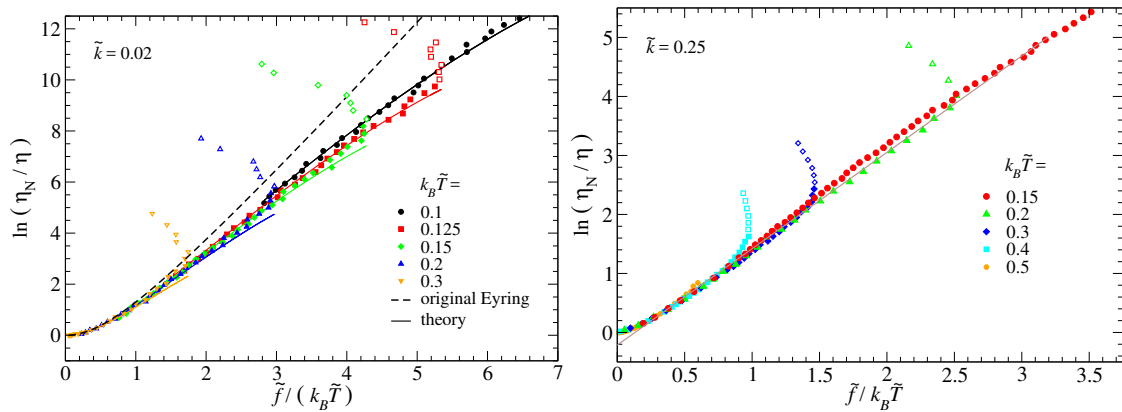 k̃ = 0.02
ln ( η_N / η )
14
12
10
8
6
4
2
0
0 1 2 3 4 5 6 7
f̃ / ( k_B T̃ )
k_B T̃ =
0.1
0.125
0.15
0.2
0.3
original Eyring
theory
k̃ = 0.25
ln ( η_N / η )
5
4
3
2
1
0
0 0.5 1 1.5 2 2.5 3 3.5
f̃ / k_B T̃
k_B T̃ =
0.15
0.2
0.3
0.4
0.5